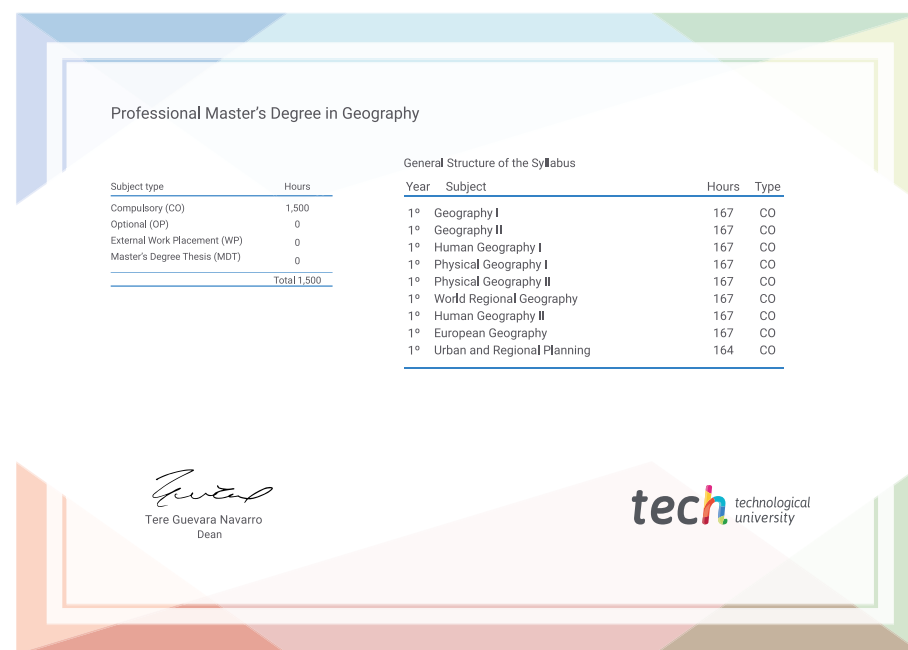 Professional Master's Degree in Geography
Subject type Hours
Compulsory (CO) 1,500
Optional (OP) 0
External Work Placement (WP) 0
Master's Degree Thesis (MDT) 0
Total 1,500
General Structure of the Syllabus
Year Subject Hours Type
1º Geography I 167 CO
1º Geography II 167 CO
1º Human Geography I 167 CO
1º Physical Geography I 167 CO
1º Physical Geography II 167 CO
1º World Regional Geography 167 CO
1º Human Geography II 167 CO
1º European Geography 167 CO
1º Urban and Regional Planning 164 CO
Tere Guevara Navarro
Dean
tech technological
university